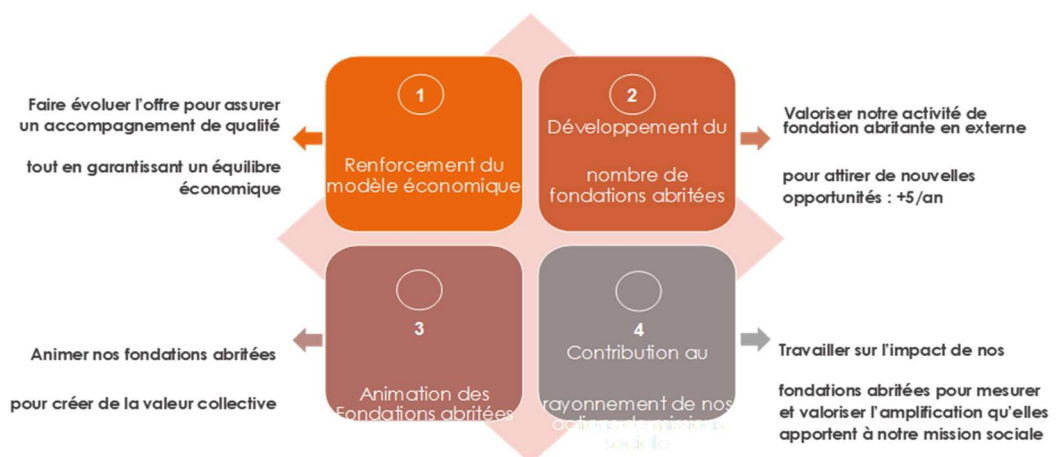 Faire évoluer l'offre pour assurer
un accompagnement de qualité
tout en garantissant un équilibre
économique
1
Renforcement du
modèle économique
2
Développement du
nombre de
fondations abritées
Valoriser notre activité de
fondation abritante en externe
pour attirer de nouvelles
opportunités : +5/an
Animer nos fondations abritées
pour créer de la valeur collective
3
Animation des
Fondations abritées
4
Contribution au
rayonnement de nos
actions de missions
sociale
Travailler sur l'impact de nos
fondations abritées pour mesurer
et valoriser l'amplification qu'elles
apportent à notre mission sociale